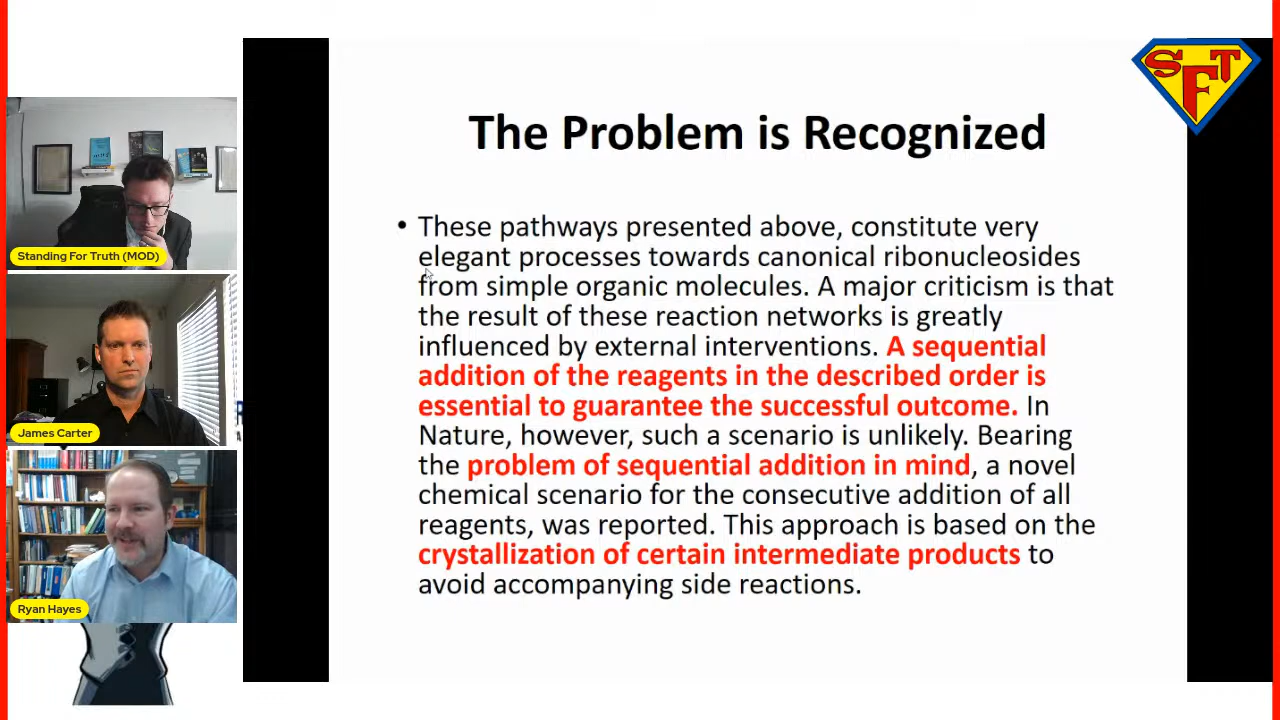 SFT
The Problem is Recognized
• These pathways presented above, constitute very
elegant processes towards canonical ribonucleosides
from simple organic molecules. A major criticism is that
the result of these reaction networks is greatly
influenced by external interventions. A sequential
addition of the reagents in the described order is
essential to guarantee the successful outcome. In
Nature, however, such a scenario is unlikely. Bearing
the problem of sequential addition in mind, a novel
chemical scenario for the consecutive addition of all
reagents, was reported. This approach is based on the
crystallization of certain intermediate products to
avoid accompanying side reactions.
Standing For Truth (MOD)
James Carter
Ryan Hayes